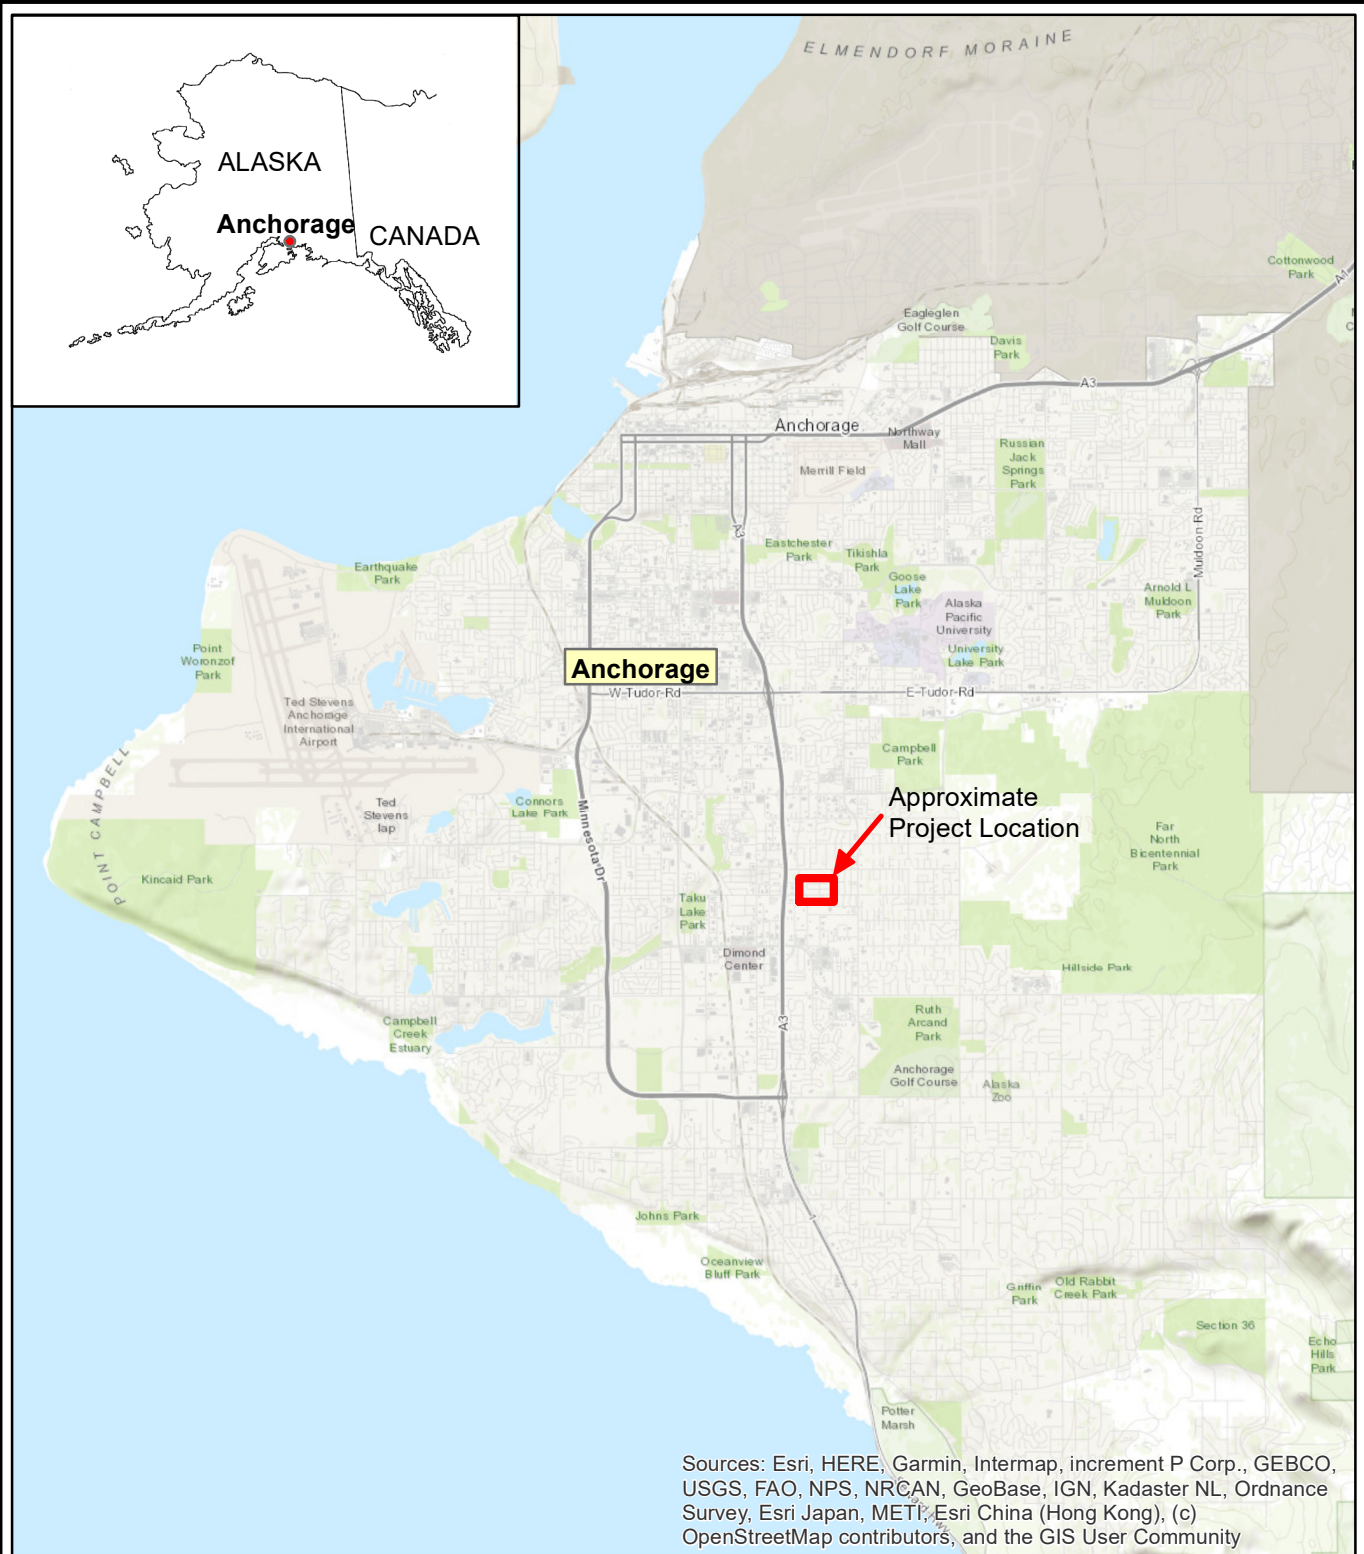 ELMENDORF MORAINE
ALASKA
Anchorage
CANADA
Cottonwood
Park
A1
Eagleglen
Golf Course
Davis
Park
A3
Anchorage
Northway
Mall
Merrill Field
Russian
Jack
Springs
Park
A3
Muldoon Rd
Eastchester
Park
Tikishla
Park
Goose
Lake
Park
Alaska
Pacific
University
University
Lake Park
Arnold L
Muldoon
Park
Earthquake
Park
Point
Woronzof
Park
Anchorage
W Tudor Rd
E Tudor Rd
Ted Stevens
Anchorage
International
Airport
Campbell
Park
POINT CAMPBELL
Ted
Stevens
Iap
Connors
Lake Park
Minnesota Dr
Approximate
Project Location
Far
North
Bicentennial
Park
Kincaid Park
Taku
Lake
Park
Dimond
Center
Hillside Park
Campbell
Creek
Estuary
A3
Ruth
Arcand
Park
Anchorage
Golf Course
Alaska
Zoo
Johns Park
1
Oceanview
Bluff Park
Griffin
Park
Old Rabbit
Creek Park
Section 36
Echo
Hills
Park
Potter
Marsh
Sources: Esri, HERE, Garmin, Intermap, increment P Corp., GEBCO,
USGS, FAO, NPS, NRCAN, GeoBase, IGN, Kadaster NL, Ordnance
Survey, Esri Japan, METI, Esri China (Hong Kong), (c)
OpenStreetMap contributors, and the GIS User Community